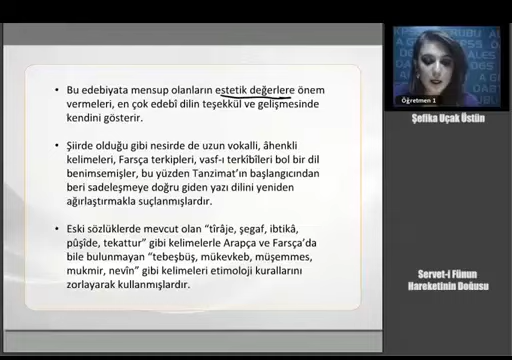 Bu edebiyata mensup olanların estetik değerlere önem
vermeleri, en çok edebî dilin teşekkül ve gelişmesinde
kendini gösterir.
Şiirde olduğu gibi nesirde de uzun vokalli, âhenkli
kelimeleri, Farsça terkipleri, vasf-ı terkîbîleri bol bir dil
benimsemişler, bu yüzden Tanzimat'ın başlangıcından
beri sadeleşmeye doğru giden yazı dilini yeniden
ağırlaştırmakla suçlanmışlardır.
Eski sözlüklerde mevcut olan "tîrâje, şegaf, ibtikâ,
pûşîde, tekattur" gibi kelimelerle Arapça ve Farsça'da
bile bulunmayan "tebeşbüş, mükevkeb, müşemmes,
mukmir, nevîn" gibi kelimeleri etimoloji kurallarını
zorlayarak kullanmışlardır.
Öğretmen 1
Şefika Uçak Üstün
Servet-i Fünun
Hareketinin Doğuşu